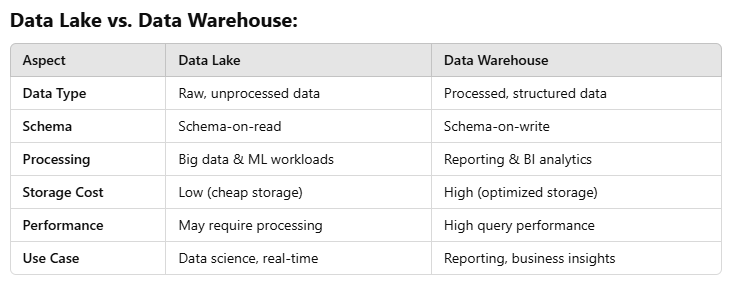 Data Lake vs. Data Warehouse:
Aspect Data Lake Data Warehouse
Data Type Raw, unprocessed data Processed, structured data
Schema Schema-on-read Schema-on-write
Processing Big data & ML workloads Reporting & BI analytics
Storage Cost Low (cheap storage) High (optimized storage)
Performance May require processing High query performance
Use Case Data science, real-time Reporting, business insights